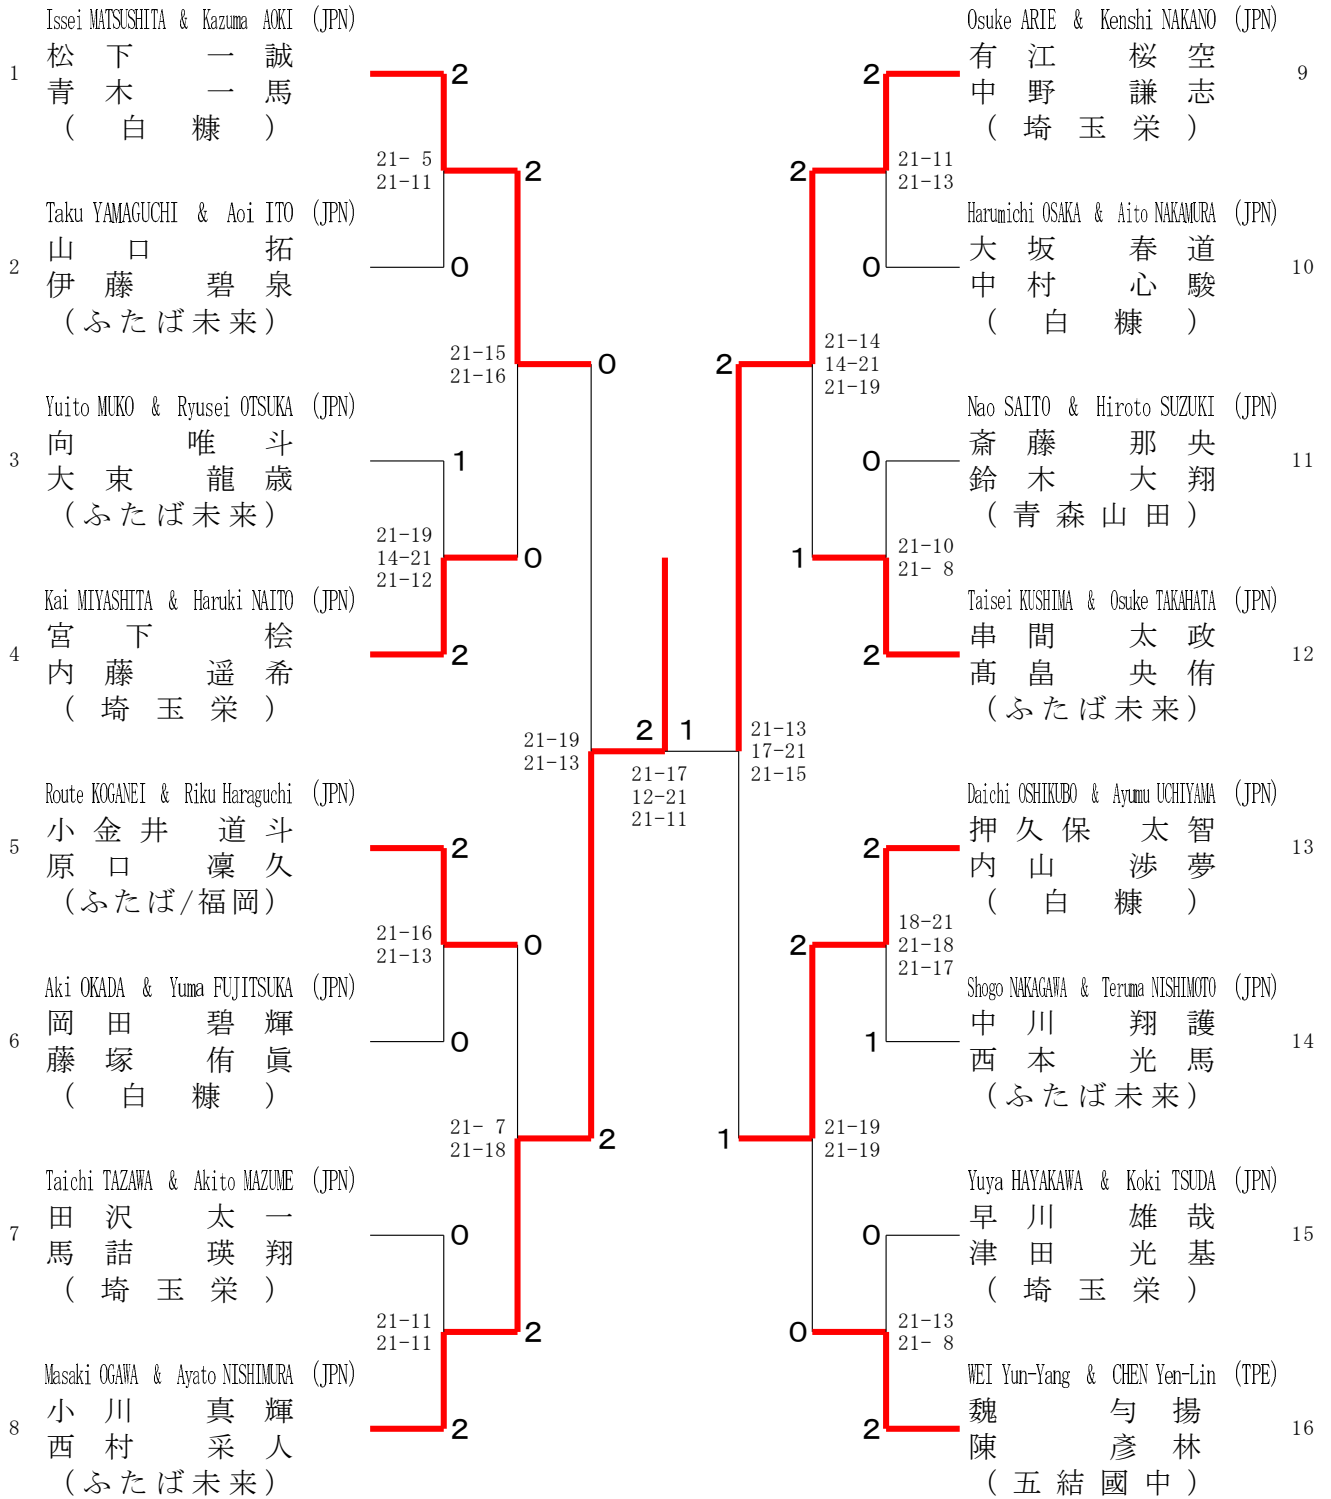 Issei MATSUSHITA & Kazuma AOKI (JPN)
1
松下 一誠
青木 一馬
(白糠)
2
21- 5
21-11
2
Taku YAMAGUCHI & Aoi ITO (JPN)
2
山口 拓
伊藤 碧泉
(ふたば未来)
0
21-15
21-16
0
Yuito MUKO & Ryusei OTSUKA (JPN)
3
向 唯斗
大束 龍歳
(ふたば未来)
1
21-19
14-21
21-12
0
Kai MIYASHITA & Haruki NAITO (JPN)
4
宮下 桧
内藤 遥希
(埼玉栄)
2
21-19
21-13
Route KOGANEI & Riku Haraguchi (JPN)
5
小金井 道斗
原口 凜久
(ふたば/福岡)
2
21-16
21-13
0
Aki OKADA & Yuma FUJITSUKA (JPN)
6
岡田 碧輝
藤塚 侑眞
(白糠)
0
21- 7
21-18
2
Taichi TAZAWA & Akito MAZUME (JPN)
7
田沢 太一
馬詰 瑛翔
(埼玉栄)
0
21-11
21-11
2
Masaki OGAWA & Ayato NISHIMURA (JPN)
8
小川 真輝
西村 采人
(ふたば未来)
2
2 1
21-17
12-21
21-11
Osuke ARIE & Kenshi NAKANO (JPN)
有江 桜空
中野 謙志
(埼玉栄)
9
2
2
21-11
21-13
Harumichi OSAKA & Aito NAKAMURA (JPN)
大坂 春道
中村 心駿
(白糠)
10
0
2
21-14
14-21
21-19
Nao SAITO & Hiroto SUZUKI (JPN)
斎藤 那央
鈴木 大翔
(青森山田)
11
0
1
21-10
21- 8
Taisei KUSHIMA & Osuke TAKAHATA (JPN)
串間 太政
髙畠 央侑
(ふたば未来)
12
2
21-13
17-21
21-15
Daichi OSHIKUBO & Ayumu UCHIYAMA (JPN)
押久保 太智
内山 渉夢
(白糠)
13
2
2
18-21
21-18
21-17
Shogo NAKAGAWA & Teruma NISHIMOTO (JPN)
中川 翔護
西本 光馬
(ふたば未来)
14
1
1
21-19
21-19
Yuya HAYAKAWA & Koki TSUDA (JPN)
早川 雄哉
津田 光基
(埼玉栄)
15
0
0
21-13
21- 8
WEI Yun-Yang & CHEN Yen-Lin (TPE)
魏 勻揚
陳 彥林
(五結國中)
16
2